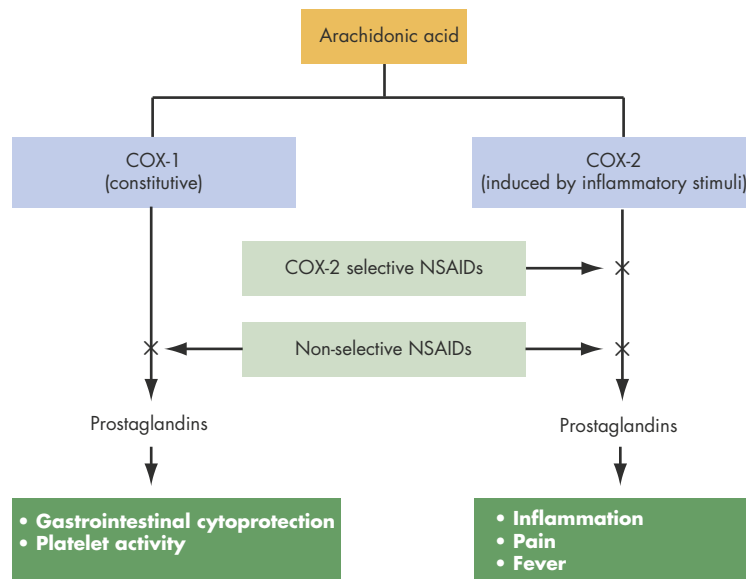 Arachidonic acid
COX-1
(constitutive)
COX-2
(induced by inflammatory stimuli)
COX-2 selective NSAIDs
Non-selective NSAIDs
Prostaglandins
Prostaglandins
• Gastrointestinal cytoprotection
• Platelet activity
• Inflammation
• Pain
• Fever